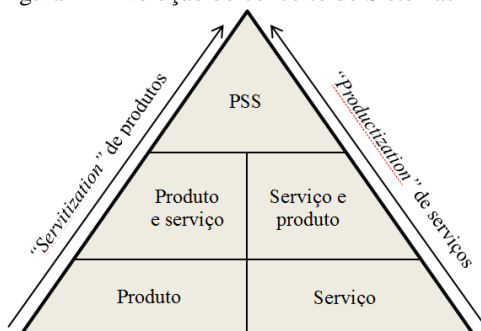 PSS
“Servitization” de produtos
“Productization” de serviços
Produto
e serviço
Serviço e
produto
Produto
Serviço